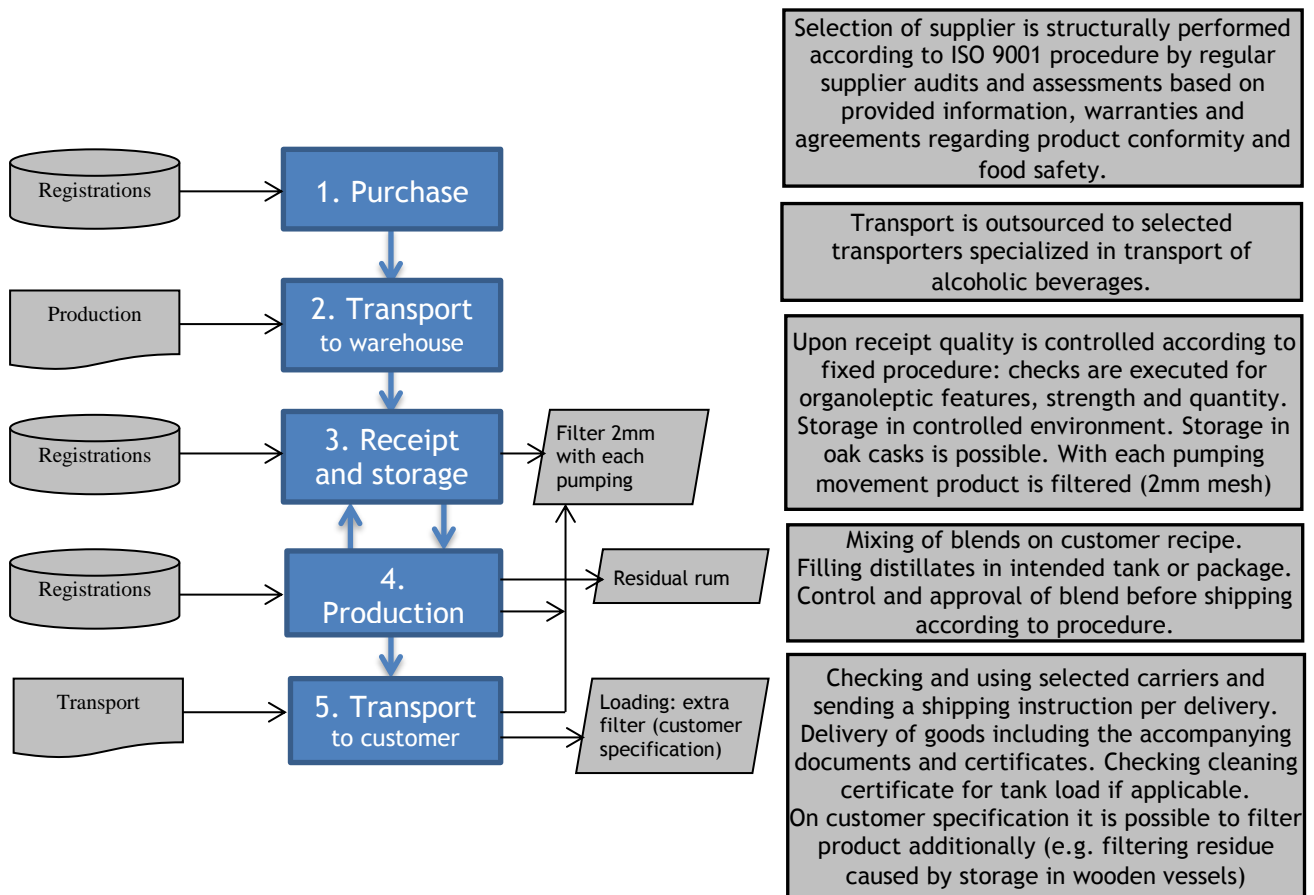 Selection of supplier is structurally performed
according to ISO 9001 procedure by regular
supplier audits and assessments based on
provided information, warranties and
agreements regarding product conformity and
food safety.
Registrations
1. Purchase
Transport is outsourced to selected
transporters specialized in transport of
alcoholic beverages.
Production
2. Transport
to warehouse
Upon receipt quality is controlled according to
fixed procedure: checks are executed for
organoleptic features, strength and quantity.
Storage in controlled environment. Storage in
oak casks is possible. With each pumping
movement product is filtered (2mm mesh)
Registrations
3. Receipt
and storage
Filter 2mm
with each
pumping
Mixing of blends on customer recipe.
Filling distillates in intended tank or package.
Control and approval of blend before shipping
according to procedure.
Registrations
4.
Production
Residual rum
Transport
5. Transport
to customer
Loading: extra
filter (customer
specification)
Checking and using selected carriers and
sending a shipping instruction per delivery.
Delivery of goods including the accompanying
documents and certificates. Checking cleaning
certificate for tank load if applicable.
On customer specification it is possible to filter
product additionally (e.g. filtering residue
caused by storage in wooden vessels)